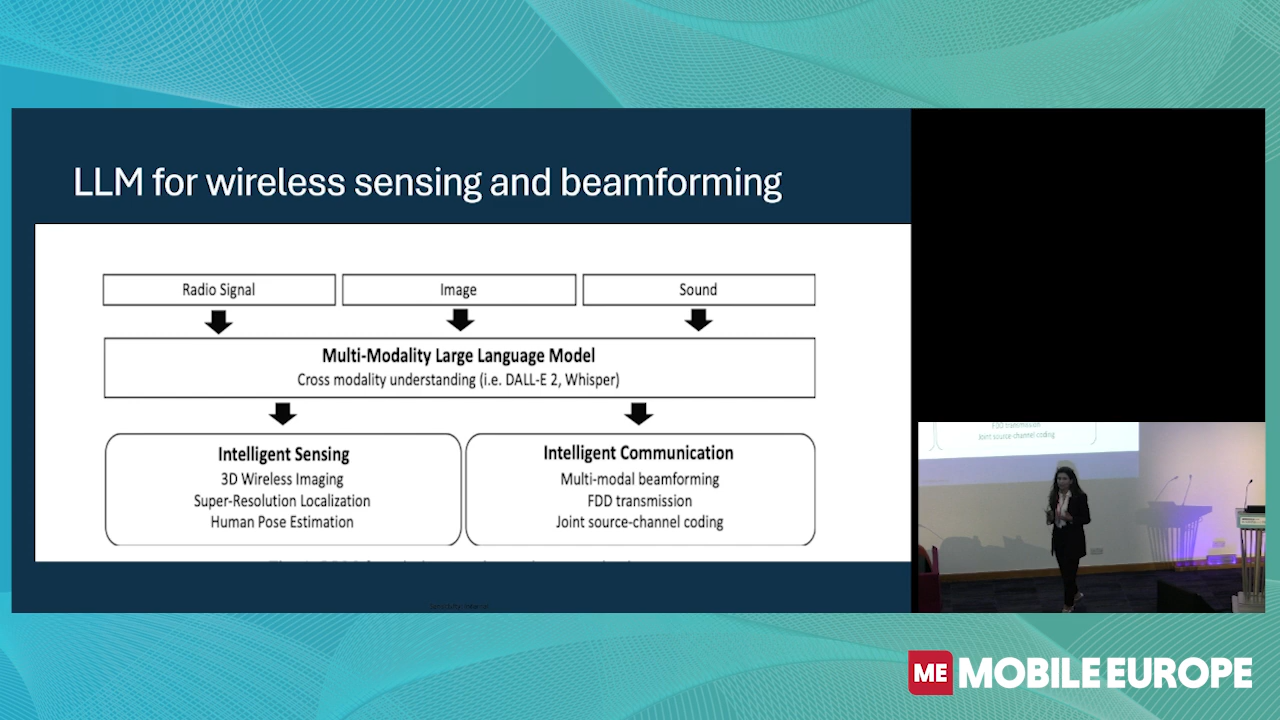 LLM for wireless sensing and beamforming
Radio Signal
Image
Sound
Multi-Modality Large Language Model
Cross modality understanding (i.e. DALL-E 2, Whisper)
Intelligent Sensing
3D Wireless Imaging
Super-Resolution Localization
Human Pose Estimation
Intelligent Communication
Multi-modal beamforming
FDD transmission
Joint source-channel coding
FDD transmission
Joint source-channel coding
ME MOBILE EUROPE